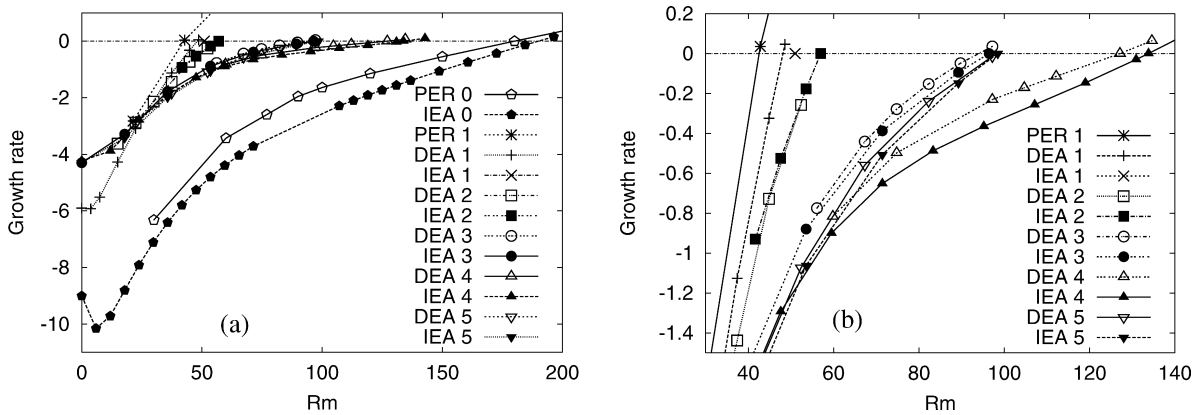 0
-2
-4
-6
-8
-10
Growth rate
0
50
100
150
200
Rm
(a)
PER 0
IEA 0
PER 1
DEA 1
IEA 1
DEA 2
IEA 2
DEA 3
IEA 3
DEA 4
IEA 4
DEA 5
IEA 5
0.2
0
-0.2
-0.4
-0.6
-0.8
-1
-1.2
-1.4
Growth rate
40
60
80
100
120
140
Rm
(b)
PER 1
DEA 1
IEA 1
DEA 2
IEA 2
DEA 3
IEA 3
DEA 4
IEA 4
DEA 5
IEA 5